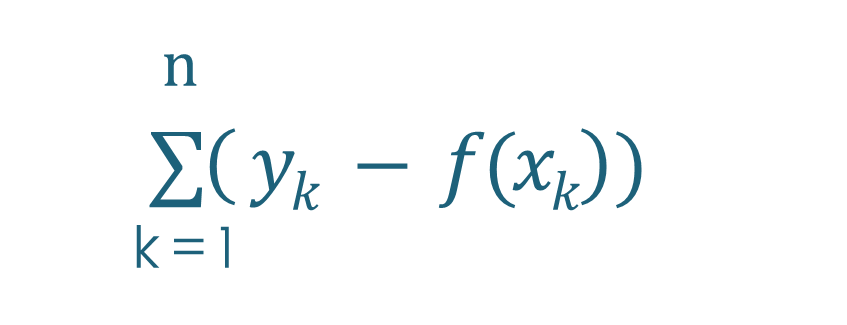 n
∑(yₖ − f(xₖ))
k = 1